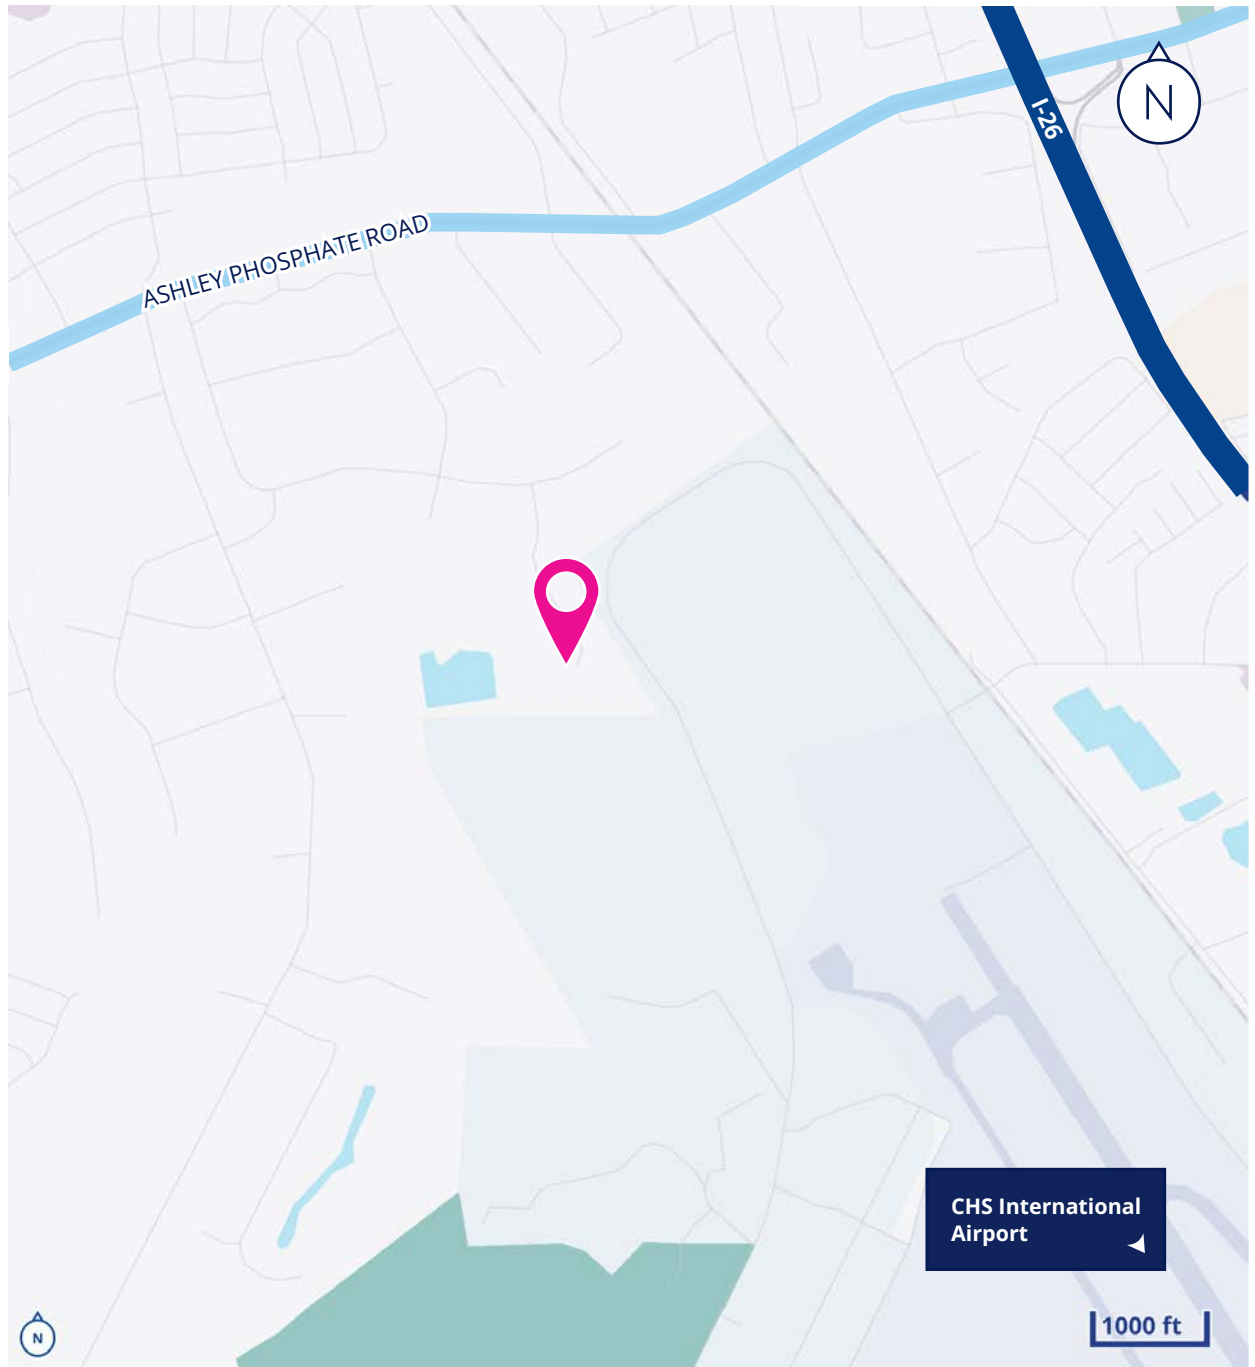 N
I-26
ASHLEY PHOSPHATE ROAD
CHS International
Airport
N
1000 ft